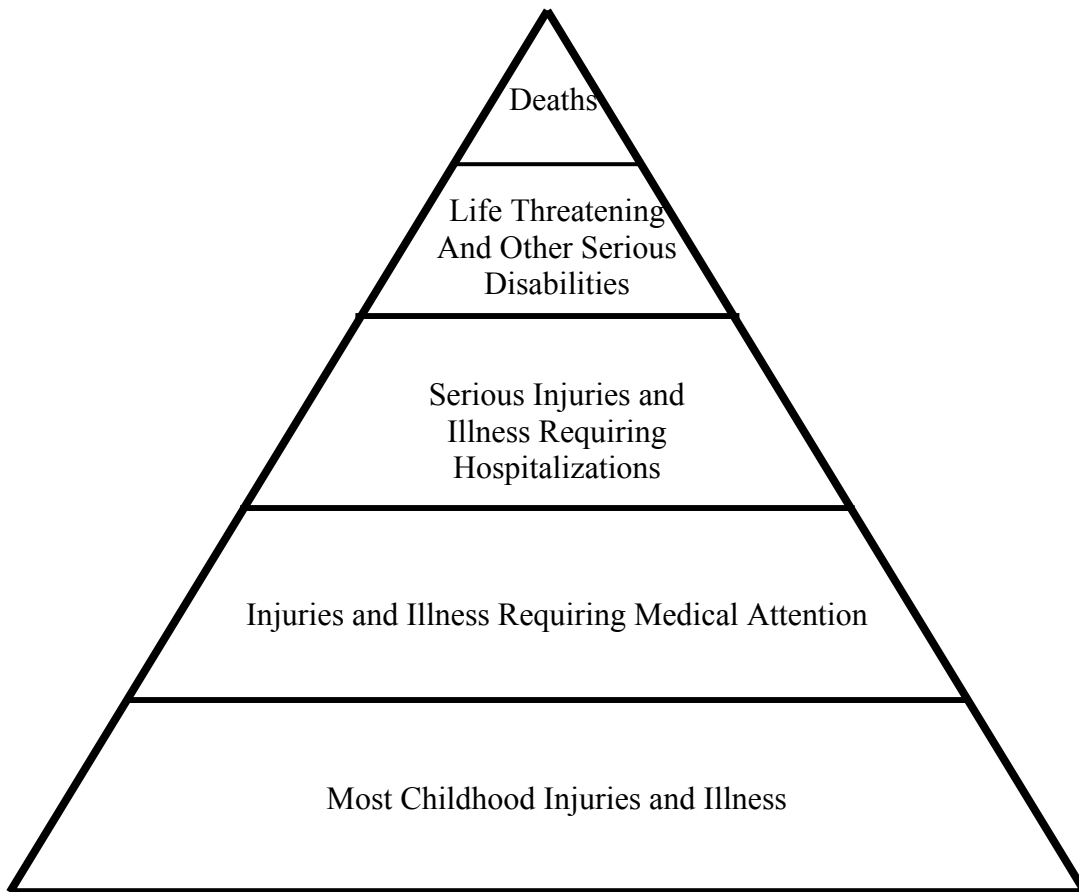 Deaths
Life Threatening
And Other Serious
Disabilities
Serious Injuries and
Illness Requiring
Hospitalizations
Injuries and Illness Requiring Medical Attention
Most Childhood Injuries and Illness